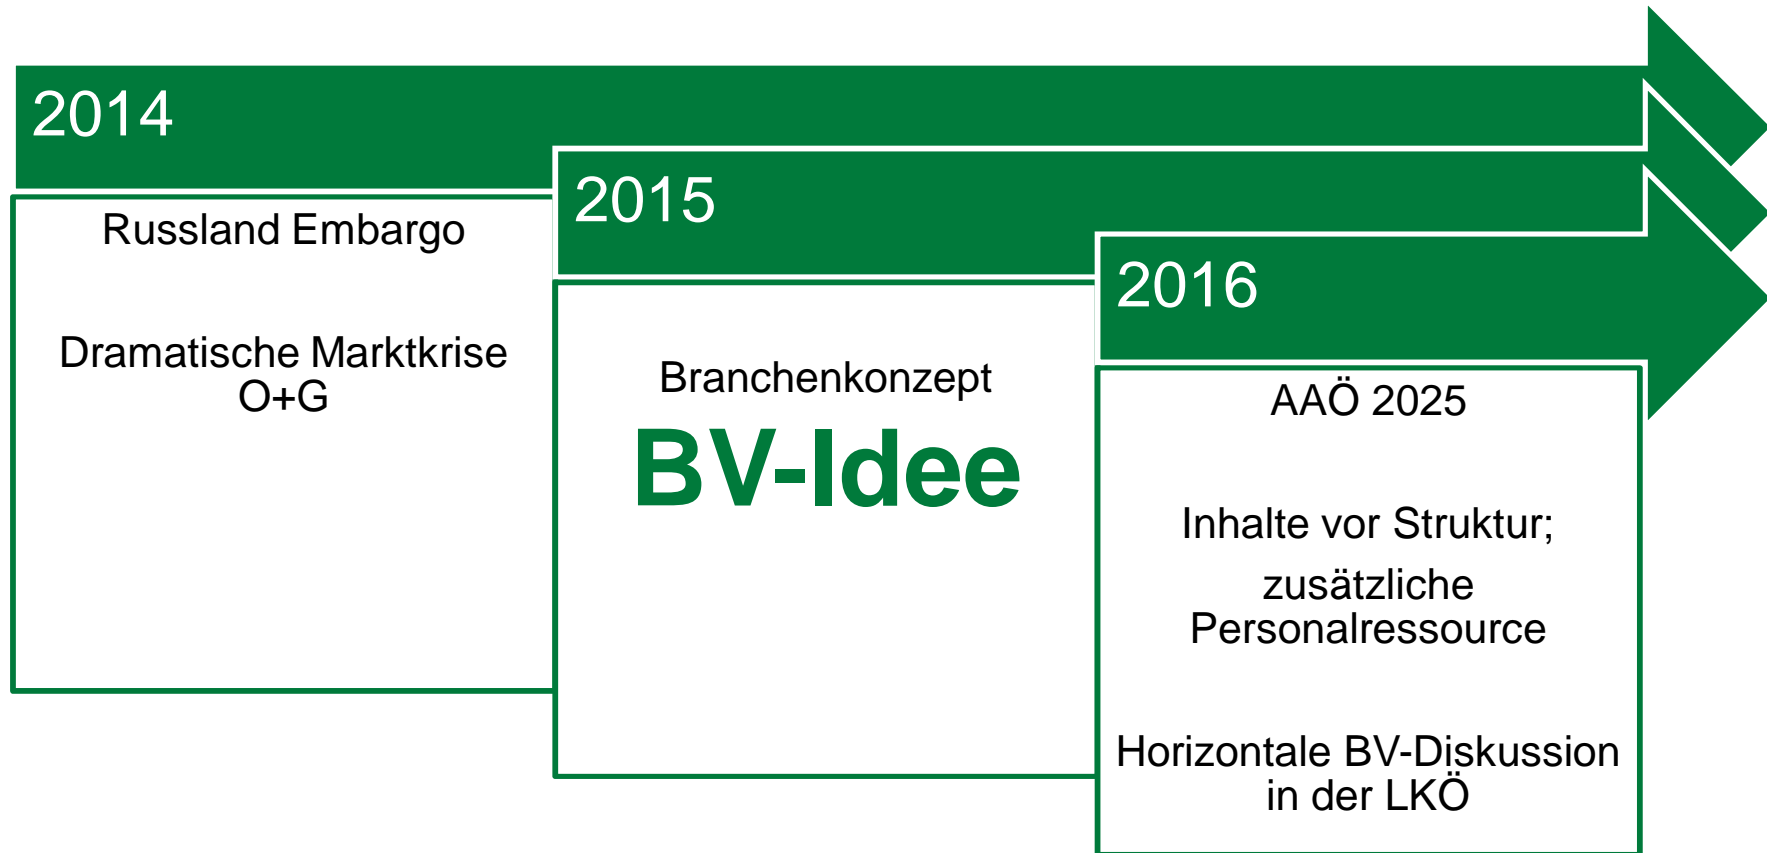 2014
Russland Embargo
Dramatische Marktkrise
O+G
2015
Branchenkonzept
BV-Idee
2016
AAÖ 2025
Inhalte vor Struktur;
zusätzliche
Personalressource
Horizontale BV-Diskussion
in der LKÖ